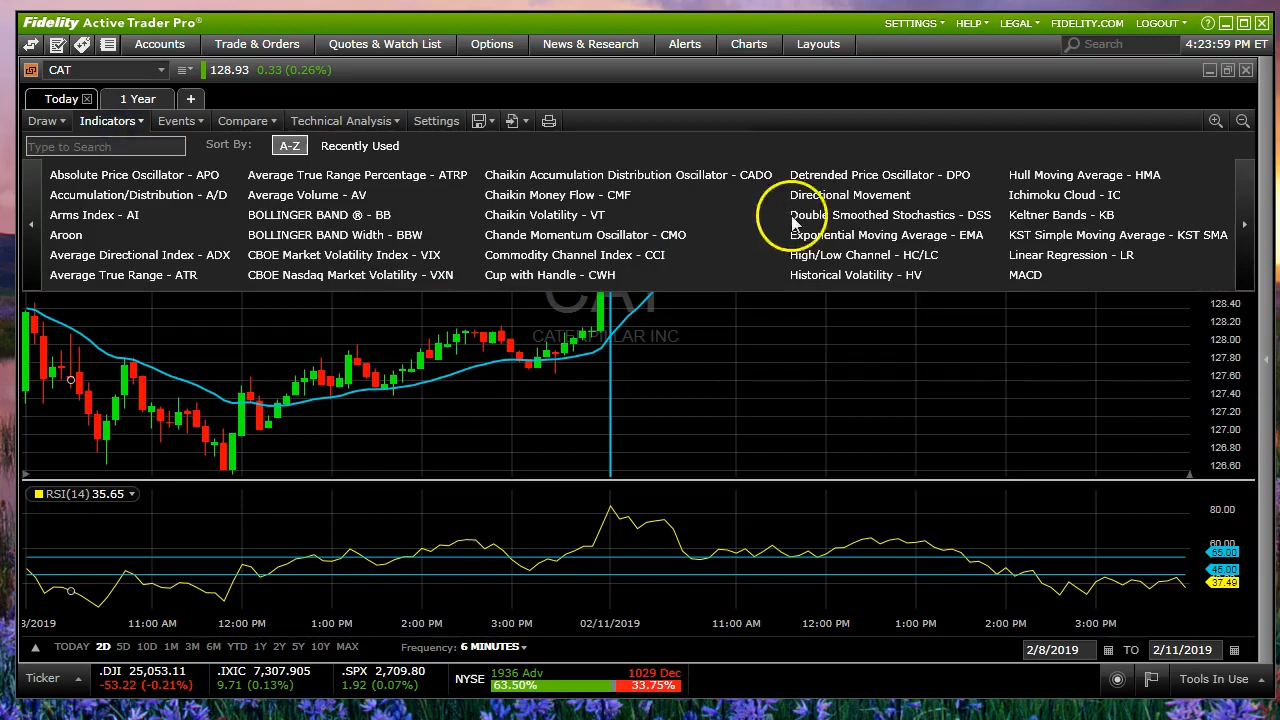 Fidelity Active Trader Pro® SETTINGS HELP LEGAL FIDELITY.COM LOGOUT ?
Accounts Trade & Orders Quotes & Watch List Options News & Research Alerts Charts Layouts Search 4:23:59 PM ET
CAT 128.93 0.33 (0.26%)
Today 1 Year +
Draw Indicators Events Compare Technical Analysis Settings
Type to Search Sort By: A-Z Recently Used
Absolute Price Oscillator - APO Average True Range Percentage - ATRP Chaikin Accumulation Distribution Oscillator - CADO Detrended Price Oscillator - DPO Hull Moving Average - HMA
Accumulation/Distribution - A/D Average Volume - AV Chaikin Money Flow - CMF Directional Movement Ichimoku Cloud - IC
Arms Index - AI BOLLINGER BAND ® - BB Chaikin Volatility - VT Double Smoothed Stochastics - DSS Keltner Bands - KB
Aroon BOLLINGER BAND Width - BBW Chande Momentum Oscillator - CMO Exponential Moving Average - EMA KST Simple Moving Average - KST SMA
Average Directional Index - ADX CBOE Market Volatility Index - VIX Commodity Channel Index - CCI High/Low Channel - HC/LC Linear Regression - LR
Average True Range - ATR CBOE Nasdaq Market Volatility - VXN Cup with Handle - CWH Historical Volatility - HV MACD
CAT
CATERPILLAR INC
128.40
128.20
128.00
127.80
127.60
127.40
127.20
127.00
126.80
126.60
RSI(14) 35.65
80.00
60.00
55.00
45.00
37.49
3/2019 11:00 AM 12:00 PM 1:00 PM 2:00 PM 3:00 PM 02/11/2019 11:00 AM 12:00 PM 1:00 PM 2:00 PM 3:00 PM
TODAY 2D 5D 10D 1M 3M 6M YTD 1Y 2Y 5Y 10Y MAX Frequency: 6 MINUTES 2/8/2019 TO 2/11/2019
Ticker .DJI 25,053.11 .IXIC 7,307.905 .SPX 2,709.80 NYSE 1936 Adv 1029 Dec Tools In Use
-53.22 (-0.21%) 9.71 (0.13%) 1.92 (0.07%) 63.50% 33.75%